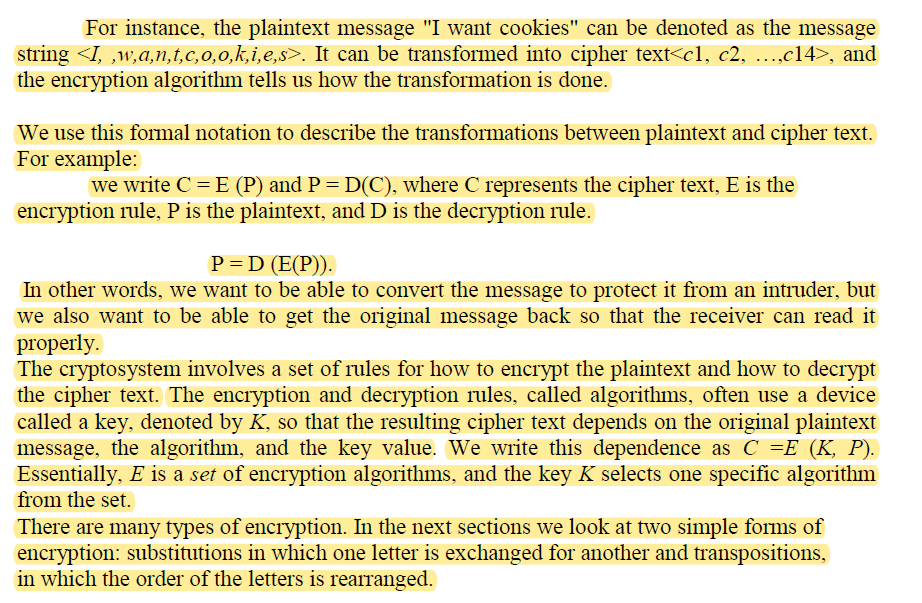 For instance, the plaintext message "I want cookies" can be denoted as the message
string <I, ,w,a,n,t,c,o,o,k,i,e,s>. It can be transformed into cipher text<c1, c2, …,c14>, and
the encryption algorithm tells us how the transformation is done.
We use this formal notation to describe the transformations between plaintext and cipher text.
For example:
we write C = E (P) and P = D(C), where C represents the cipher text, E is the
encryption rule, P is the plaintext, and D is the decryption rule.
P = D (E(P)).
In other words, we want to be able to convert the message to protect it from an intruder, but
we also want to be able to get the original message back so that the receiver can read it
properly.
The cryptosystem involves a set of rules for how to encrypt the plaintext and how to decrypt
the cipher text. The encryption and decryption rules, called algorithms, often use a device
called a key, denoted by K, so that the resulting cipher text depends on the original plaintext
message, the algorithm, and the key value. We write this dependence as C =E (K, P).
Essentially, E is a set of encryption algorithms, and the key K selects one specific algorithm
from the set.
There are many types of encryption. In the next sections we look at two simple forms of
encryption: substitutions in which one letter is exchanged for another and transpositions,
in which the order of the letters is rearranged.